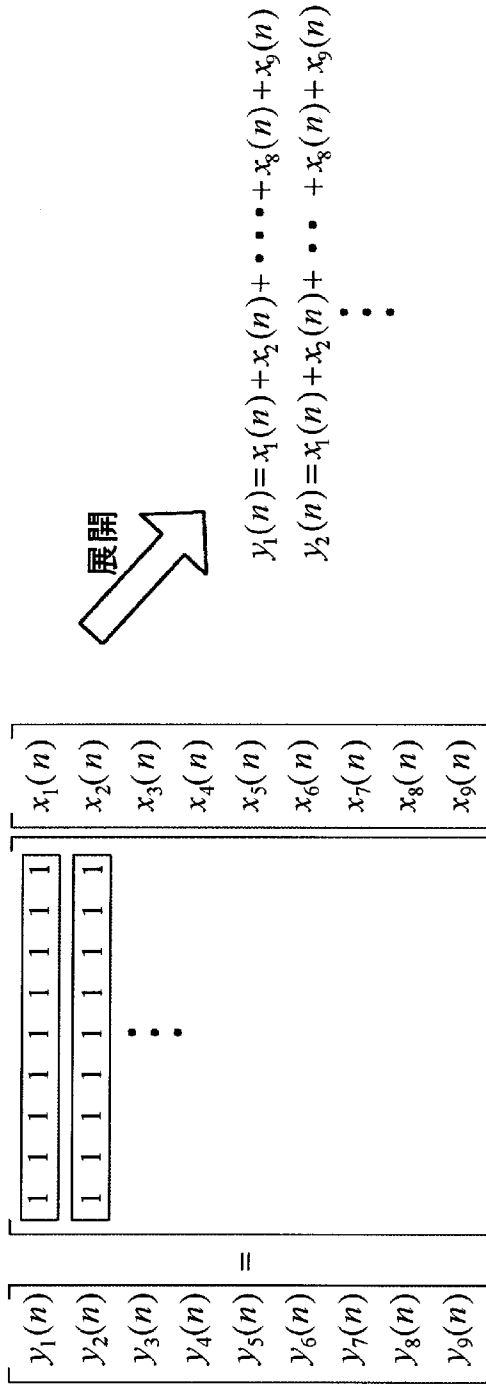 y₁(n)
y₂(n)
y₃(n)
y₄(n)
y₅(n)
y₆(n)
y₇(n)
y₈(n)
y₉(n)
=
1 1 1 1 1 1 1 1 1
1 1 1 1 1 1 1 1 1
⋮
x₁(n)
x₂(n)
x₃(n)
x₄(n)
x₅(n)
x₆(n)
x₇(n)
x₈(n)
x₉(n)
展開
y₁(n)=x₁(n)+x₂(n)+•••+x₈(n)+x₉(n)
y₂(n)=x₁(n)+x₂(n)+ •• +x₈(n)+x₉(n)
⋮